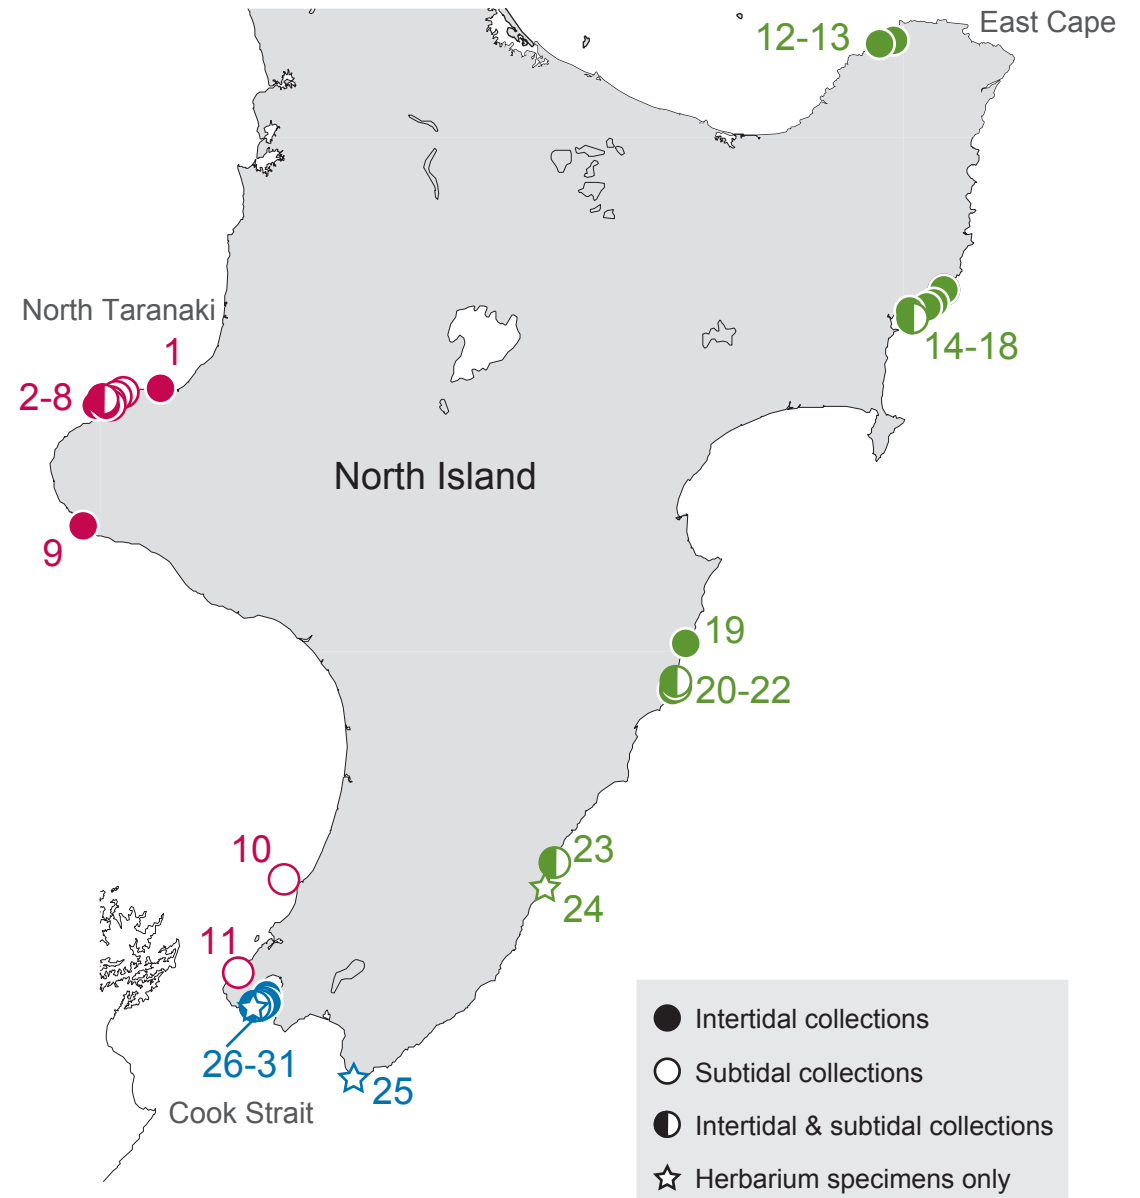 East Cape
12-13
North Taranaki
1
14-18
2-8
North Island
9
19
20-22
10
23
24
11
26-31
25
Cook Strait
Intertidal collections
Subtidal collections
Intertidal & subtidal collections
Herbarium specimens only